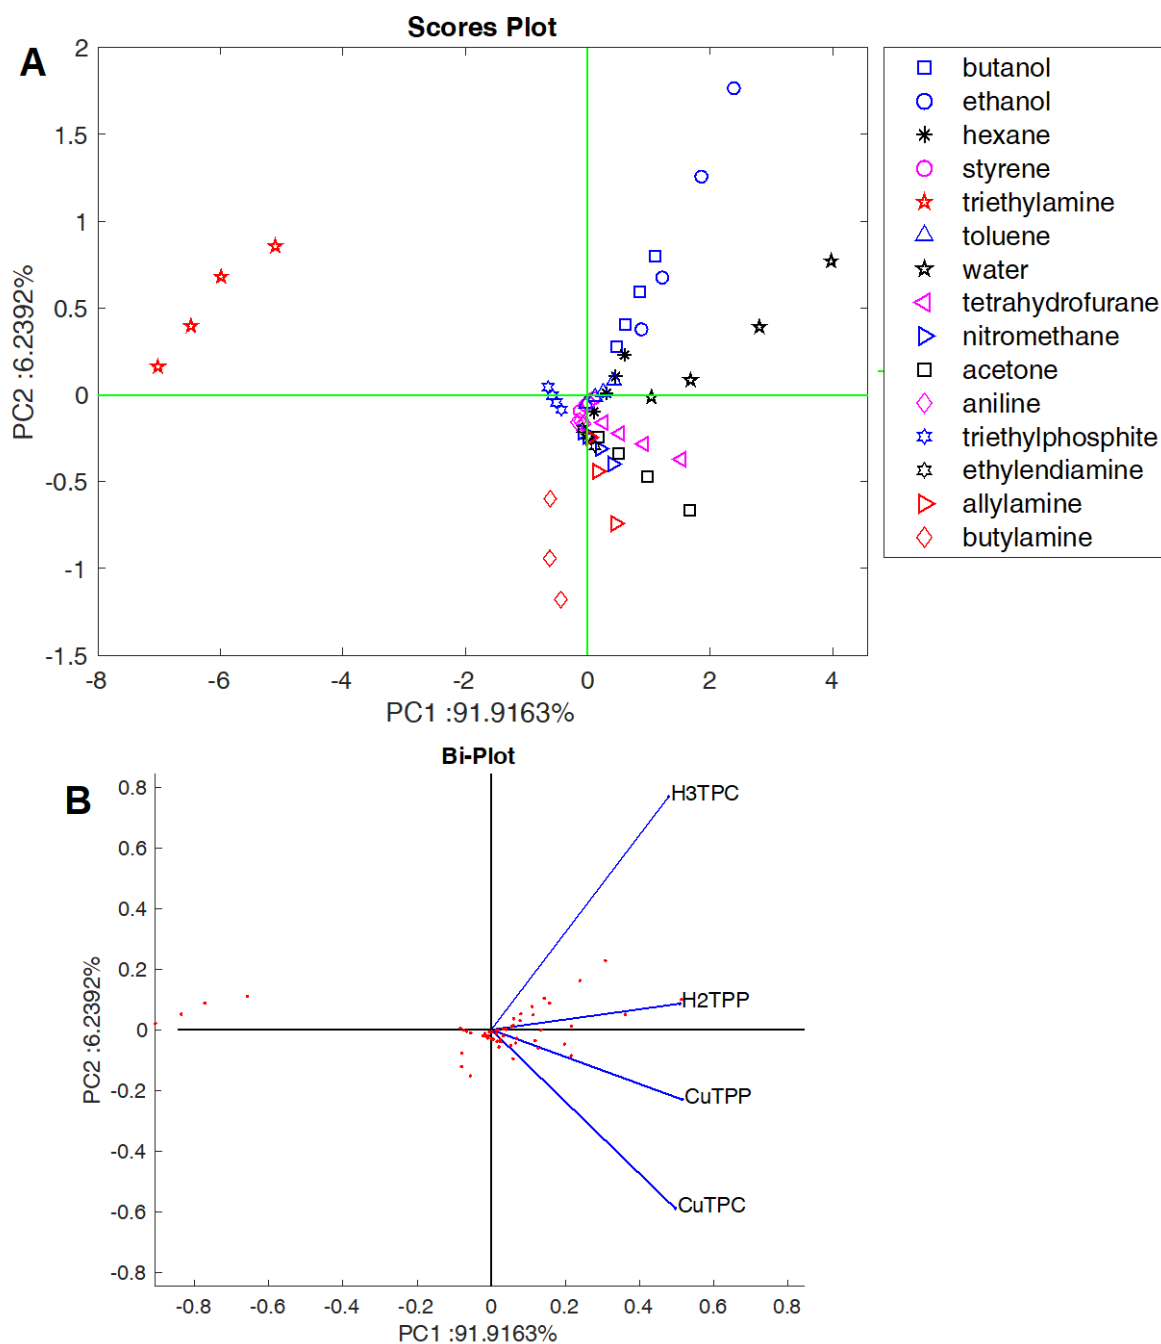 Scores Plot
A
2
1.5
1
0.5
0
-0.5
-1
-1.5
PC2 :6.2392%
-8 -6 -4 -2 0 2 4
PC1 :91.9163%
butanol
ethanol
hexane
styrene
triethylamine
toluene
water
tetrahydrofurane
nitromethane
acetone
aniline
triethylphosphite
ethylendiamine
allylamine
butylamine
Bi-Plot
B
0.8
0.6
0.4
0.2
0
-0.2
-0.4
-0.6
-0.8
PC2 :6.2392%
H3TPC
H2TPP
CuTPP
CuTPC
-0.8 -0.6 -0.4 -0.2 0 0.2 0.4 0.6 0.8
PC1 :91.9163%